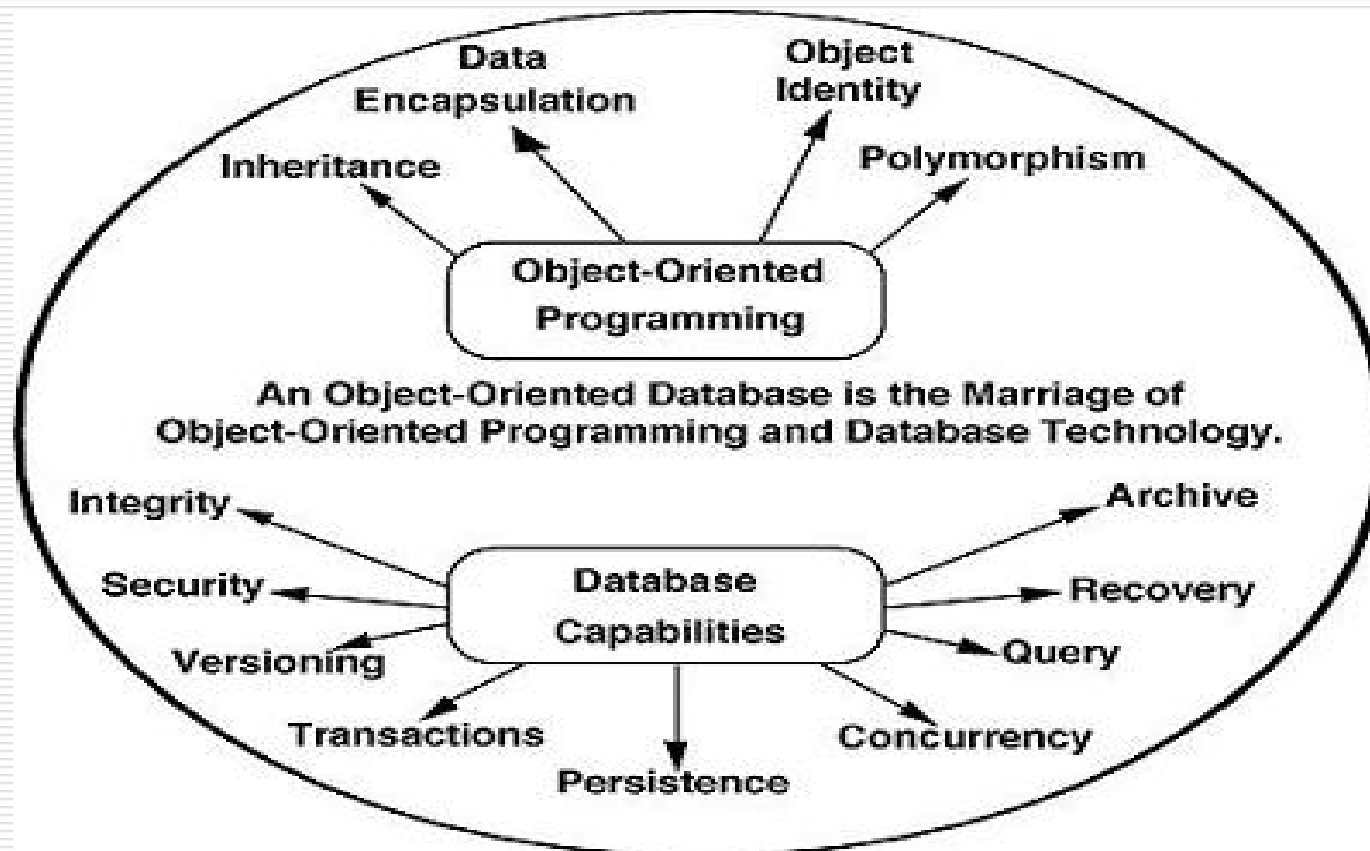 Data
Encapsulation
Object
Identity
Inheritance
Polymorphism
Object-Oriented
Programming
An Object-Oriented Database is the Marriage of
Object-Oriented Programming and Database Technology.
Integrity
Archive
Security
Database
Capabilities
Recovery
Versioning
Query
Transactions
Concurrency
Persistence